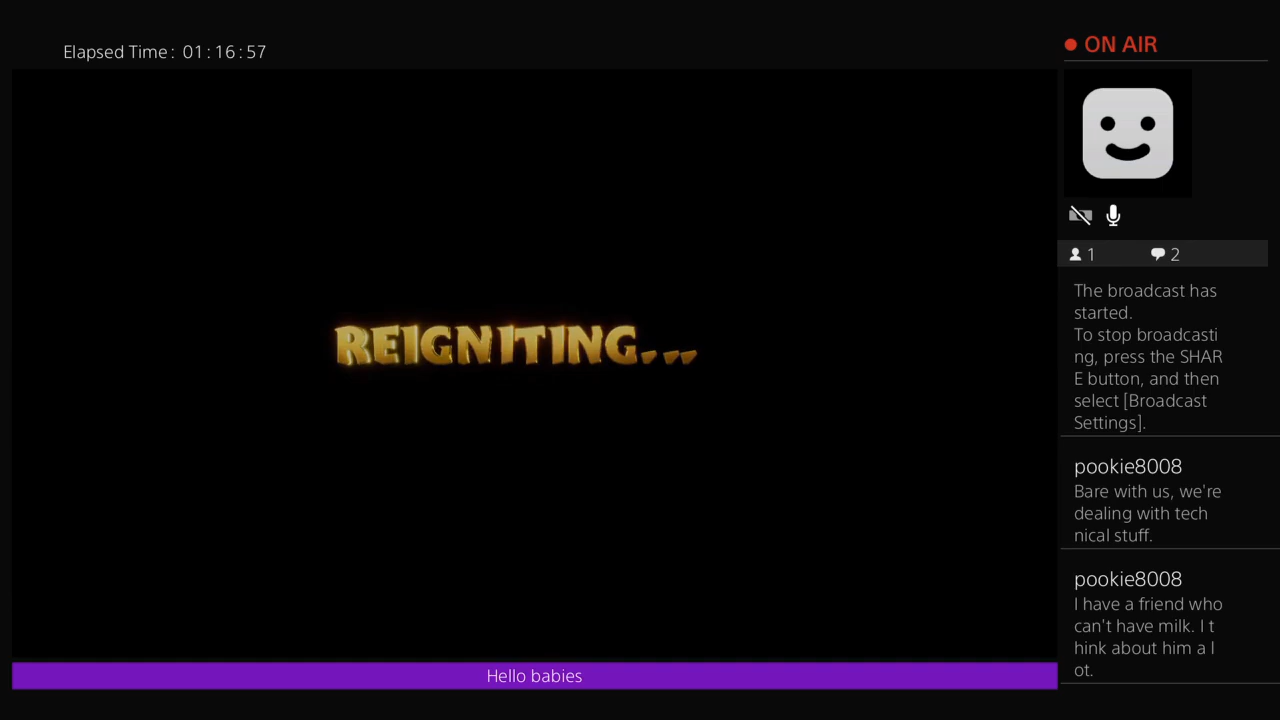 Elapsed Time: 01:16:57
ON AIR
REIGNITING...
1
2
The broadcast has
started.
To stop broadcasti
ng, press the SHAR
E button, and then
select [Broadcast
Settings].
pookie8008
Bare with us, we're
dealing with tech
nical stuff.
pookie8008
I have a friend who
can't have milk. I t
hink about him a l
ot.
Hello babies